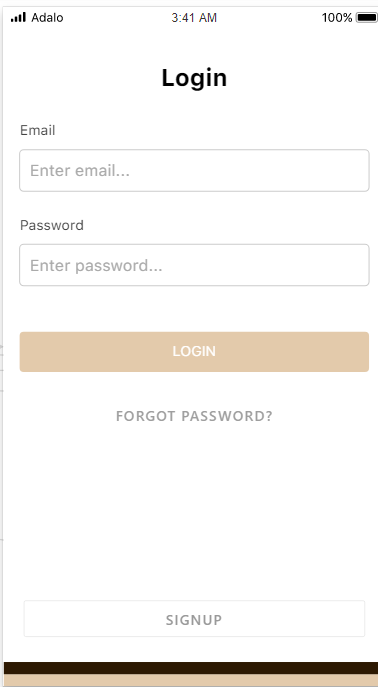 Adalo 3:41 AM 100%
Login
Email
Enter email...
Password
Enter password...
LOGIN
FORGOT PASSWORD?
SIGNUP